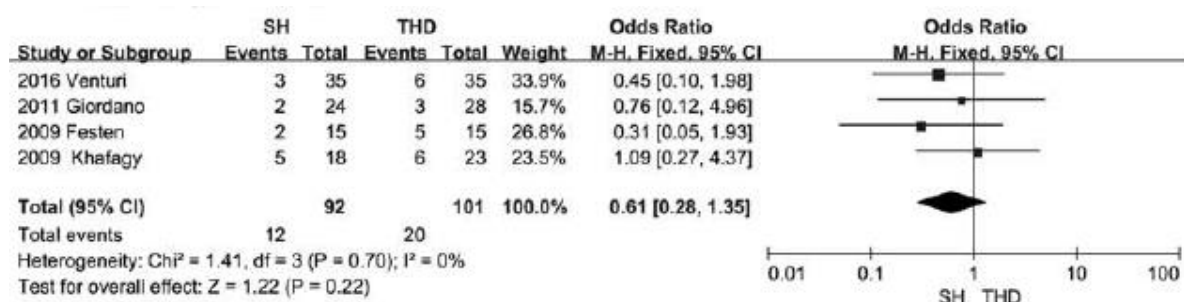 SH THD Odds Ratio Odds Ratio
Study or Subgroup Events Total Events Total Weight M-H, Fixed, 95% CI M-H, Fixed, 95% CI
2016 Venturi 3 35 6 35 33.9% 0.45 [0.10, 1.98]
2011 Giordano 2 24 3 28 15.7% 0.76 [0.12, 4.96]
2009 Festen 2 15 5 15 26.8% 0.31 [0.05, 1.93]
2009 Khafagy 5 18 6 23 23.5% 1.09 [0.27, 4.37]
Total (95% CI) 92 101 100.0% 0.61 [0.28, 1.35]
Total events 12 20
Heterogeneity: Chi² = 1.41, df = 3 (P = 0.70); I² = 0%
Test for overall effect: Z = 1.22 (P = 0.22)
0.01 0.1 1 10 100
SH THD